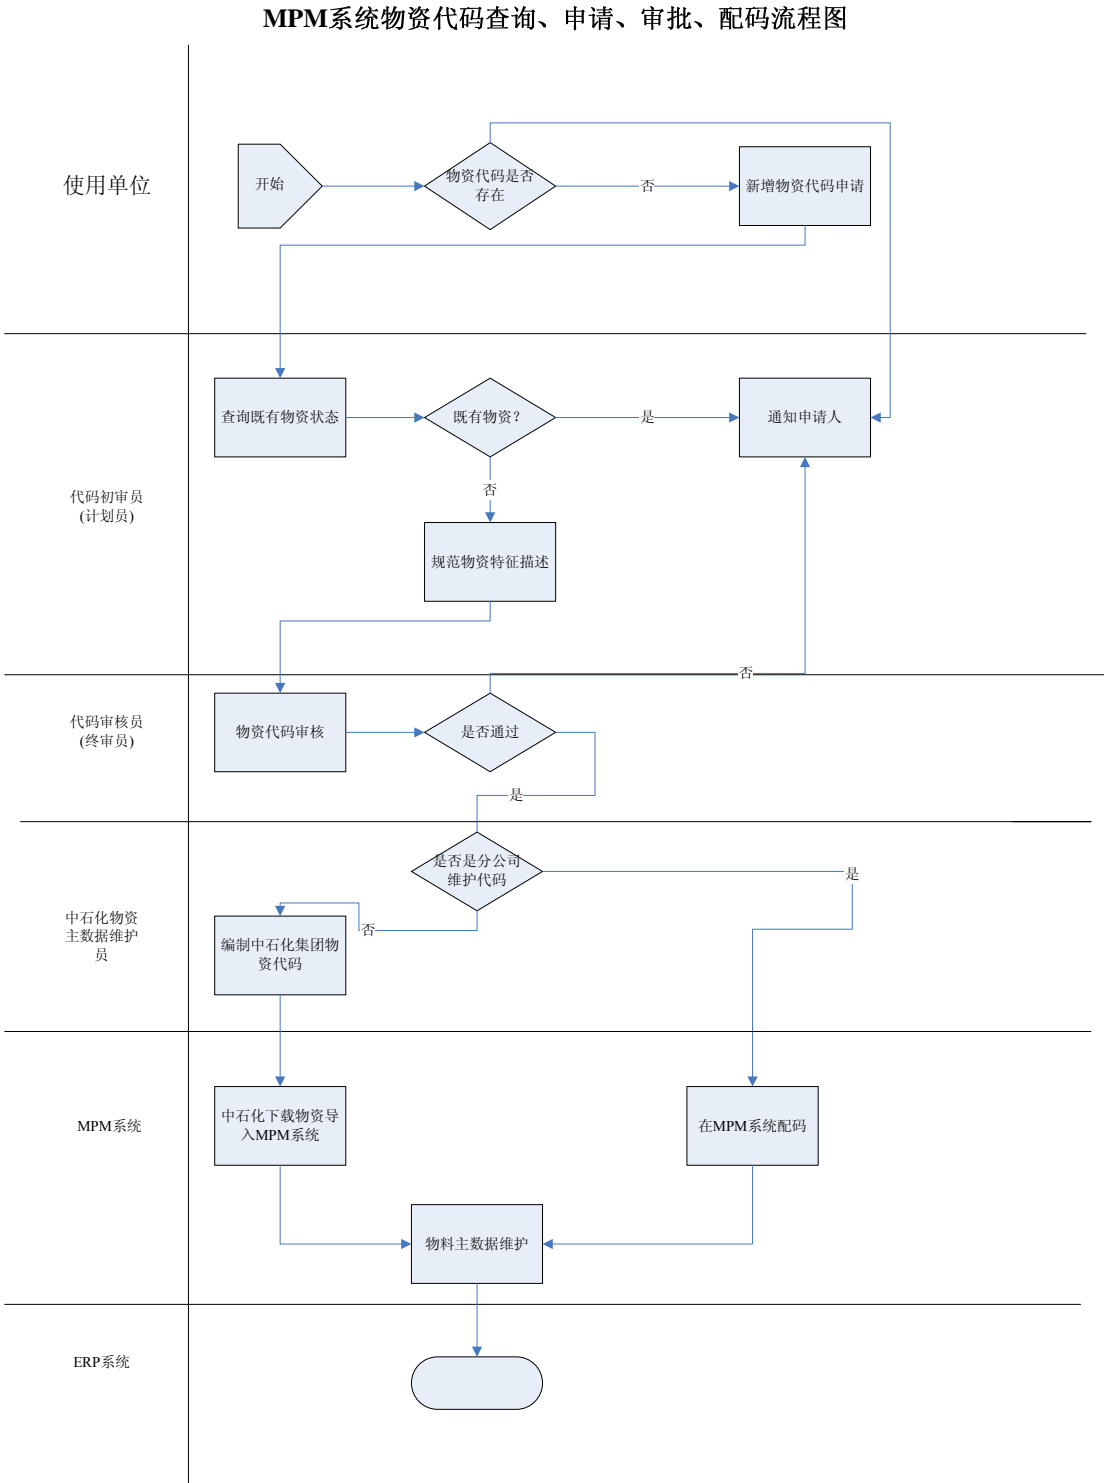 MPM系统物资代码查询、申请、审批、配码流程图
使用单位
开始
物资代码是否
存在
否
新增物资代码申请
代码初审员
(计划员)
查询既有物资状态
既有物资？
是
通知申请人
否
规范物资特征描述
否
代码审核员
(终审员)
物资代码审核
是否通过
是
中石化物资
主数据维护
员
是否是分公司
维护代码
是
否
编制中石化集团物
资代码
MPM系统
中石化下载物资导
入MPM系统
在MPM系统配码
物料主数据维护
ERP系统